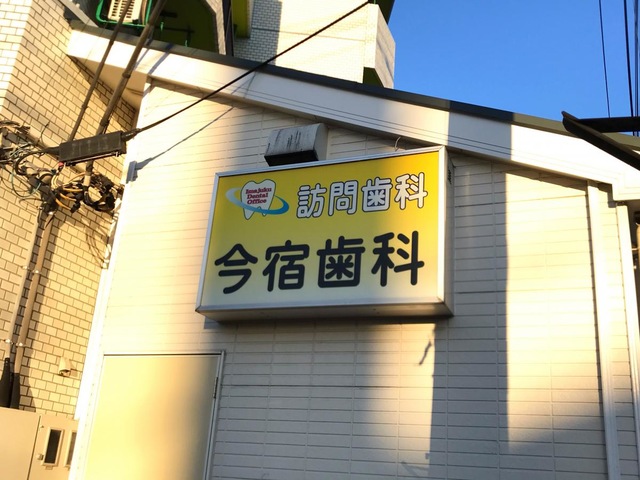 Imajuku
Dental
Office
訪問歯科
今宿歯科